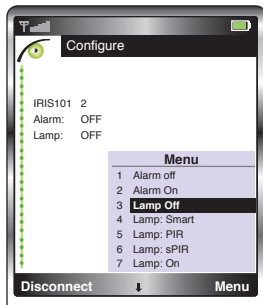 Configure
IRIS101 2
Alarm: OFF
Lamp: OFF
Menu
1 Alarm off
2 Alarm On
3 Lamp Off
4 Lamp: Smart
5 Lamp: PIR
6 Lamp: sPIR
7 Lamp: On
Disconnect Menu